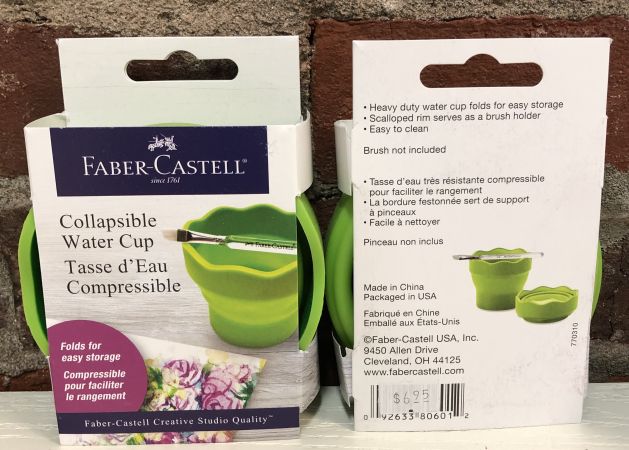 FABER-CASTELL®
since 1761
Collapsible
Water Cup
Tasse d'Eau
Compressible
FABER-CASTELL
Folds for
easy storage
Compressible
pour faciliter
le rangement
Faber-Castell Creative Studio Quality™
• Heavy duty water cup folds for easy storage
• Scalloped rim serves as a brush holder
• Easy to clean
Brush not included
• Tasse d'eau très résistante compressible
pour faciliter le rangement
• La bordure festonnée sert de support
à pinceaux
• Facile à nettoyer
Pinceau non inclus
Made in China
Packaged in USA
Fabriqué en Chine
Emballé aux États-Unis
©Faber-Castell USA, Inc.
9450 Allen Drive
Cleveland, OH 44125
www.fabercastell.com
770310
$6.95
0 92633 80601 2